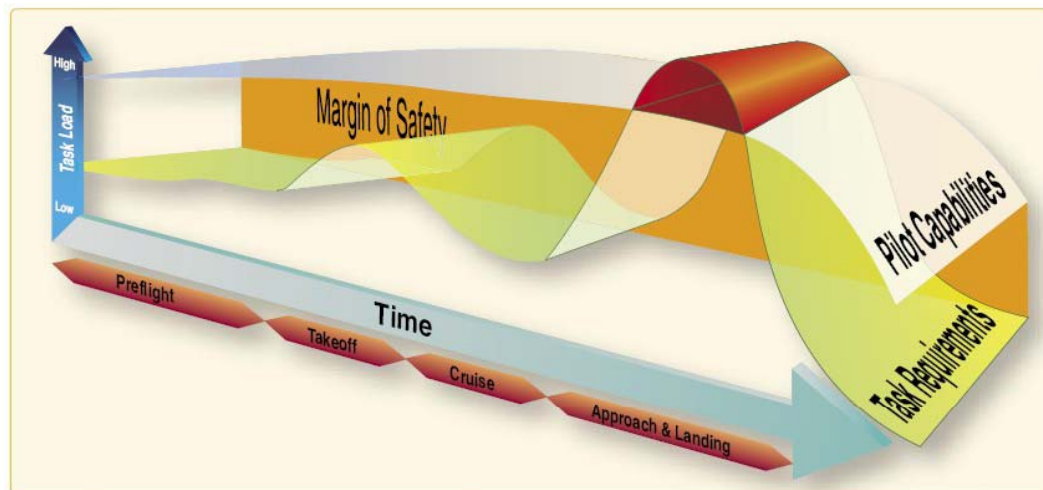 High
Task Load
Low
Margin of Safety
Pilot Capabilities
Task Requirements
Time
Preflight
Takeoff
Cruise
Approach & Landing